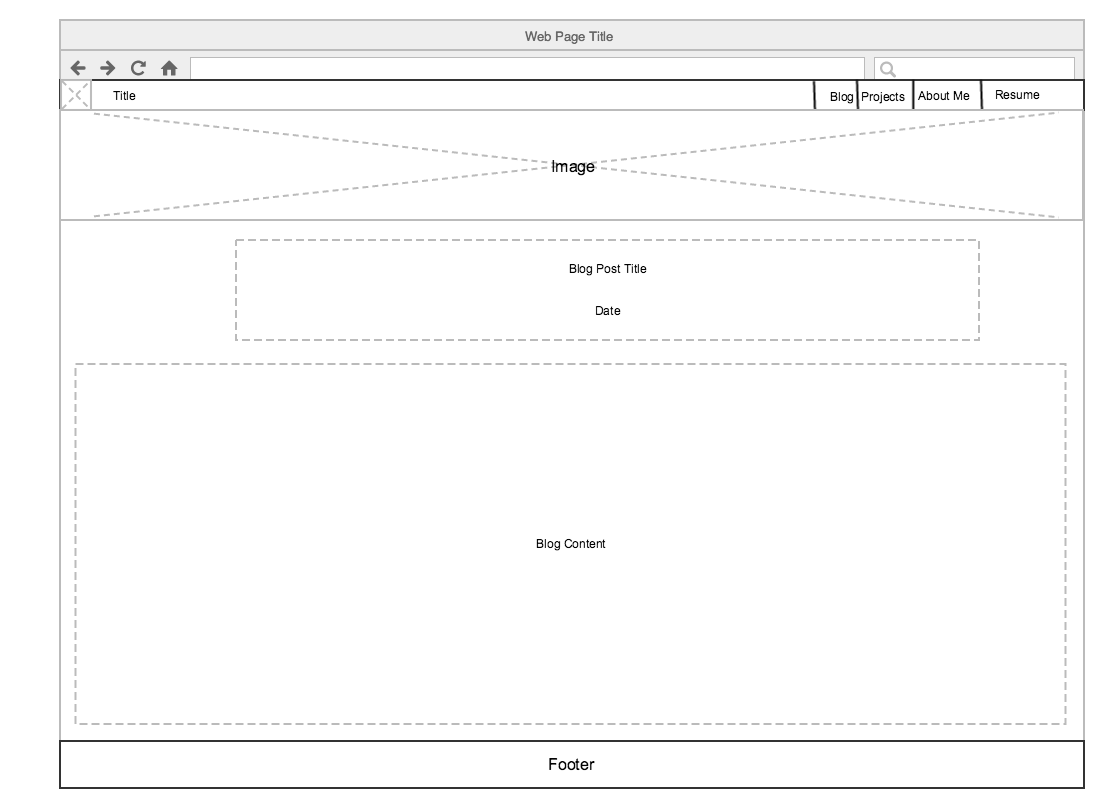 Web Page Title
Title Blog Projects About Me Resume
Image
Blog Post Title
Date
Blog Content
Footer